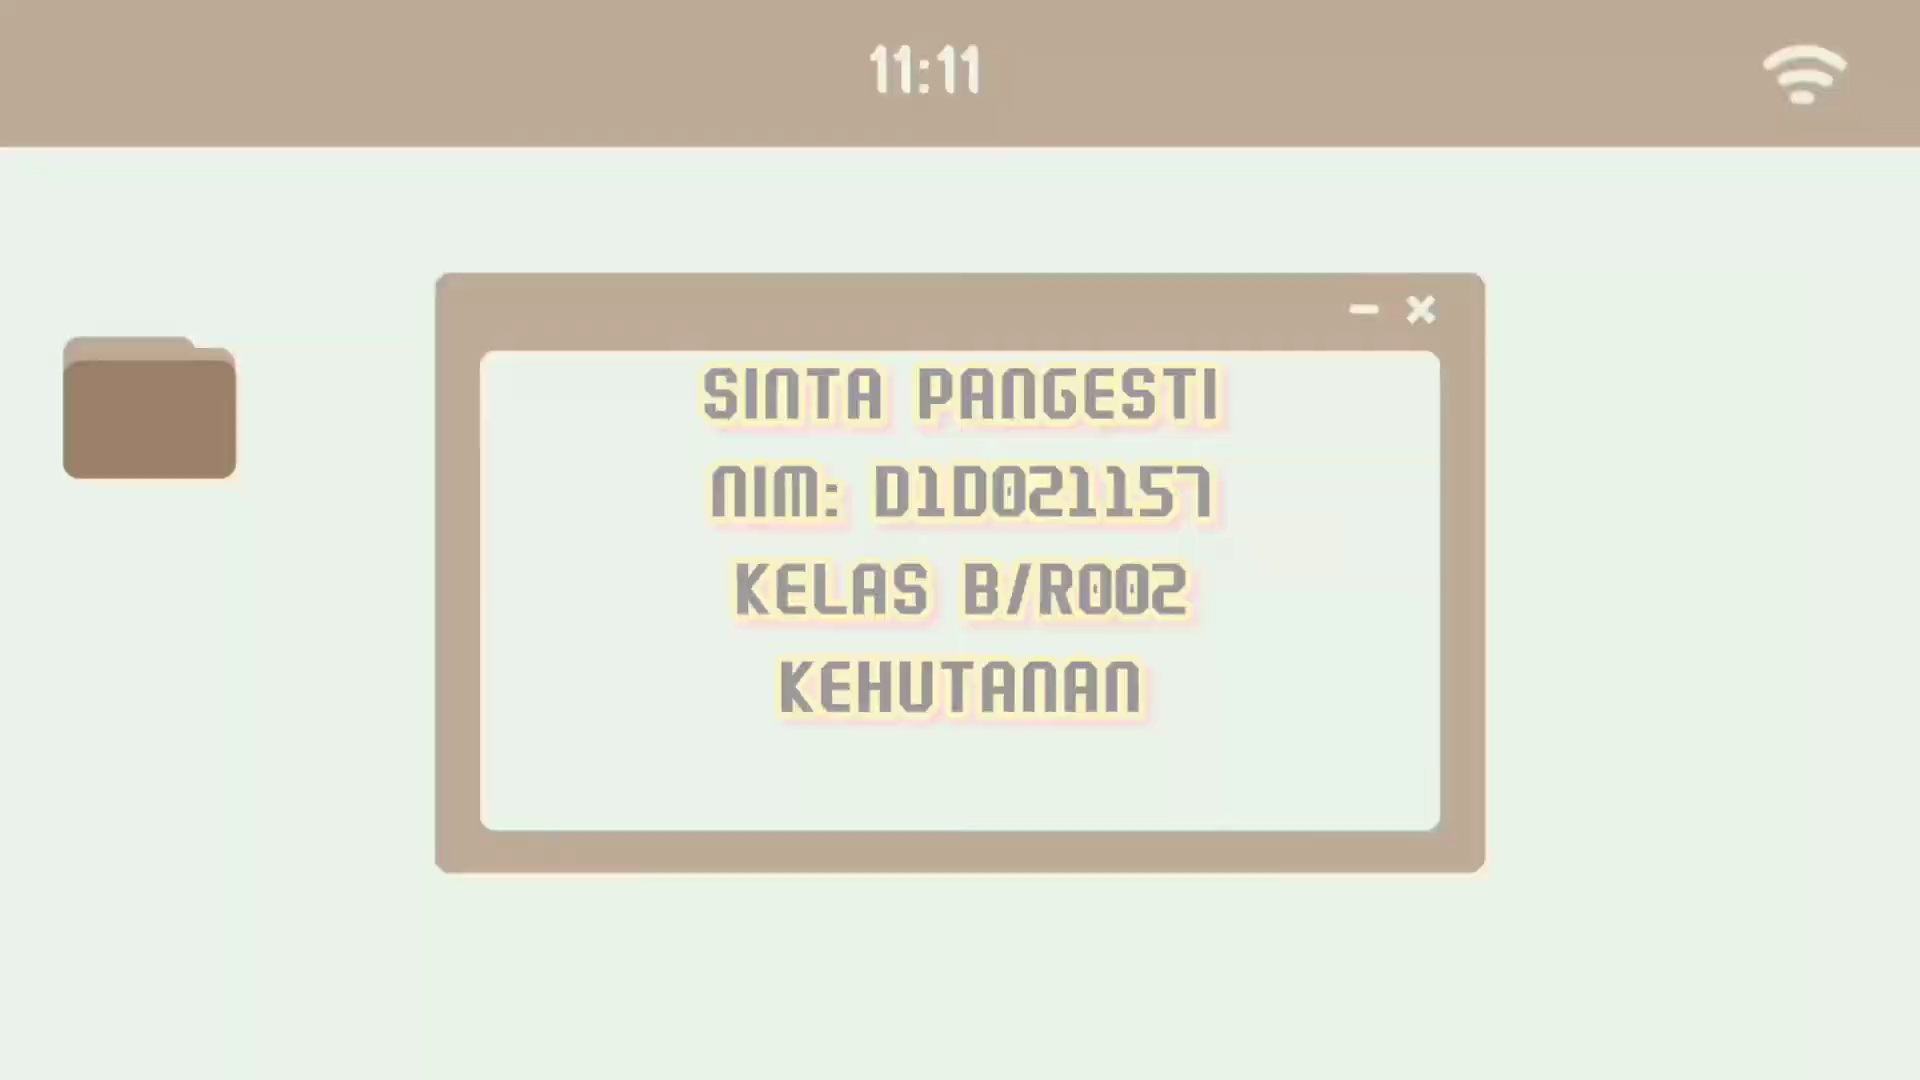 11:11
SINTA PANGESTI
NIM: D1D021157
KELAS B/R002
KEHUTANAN